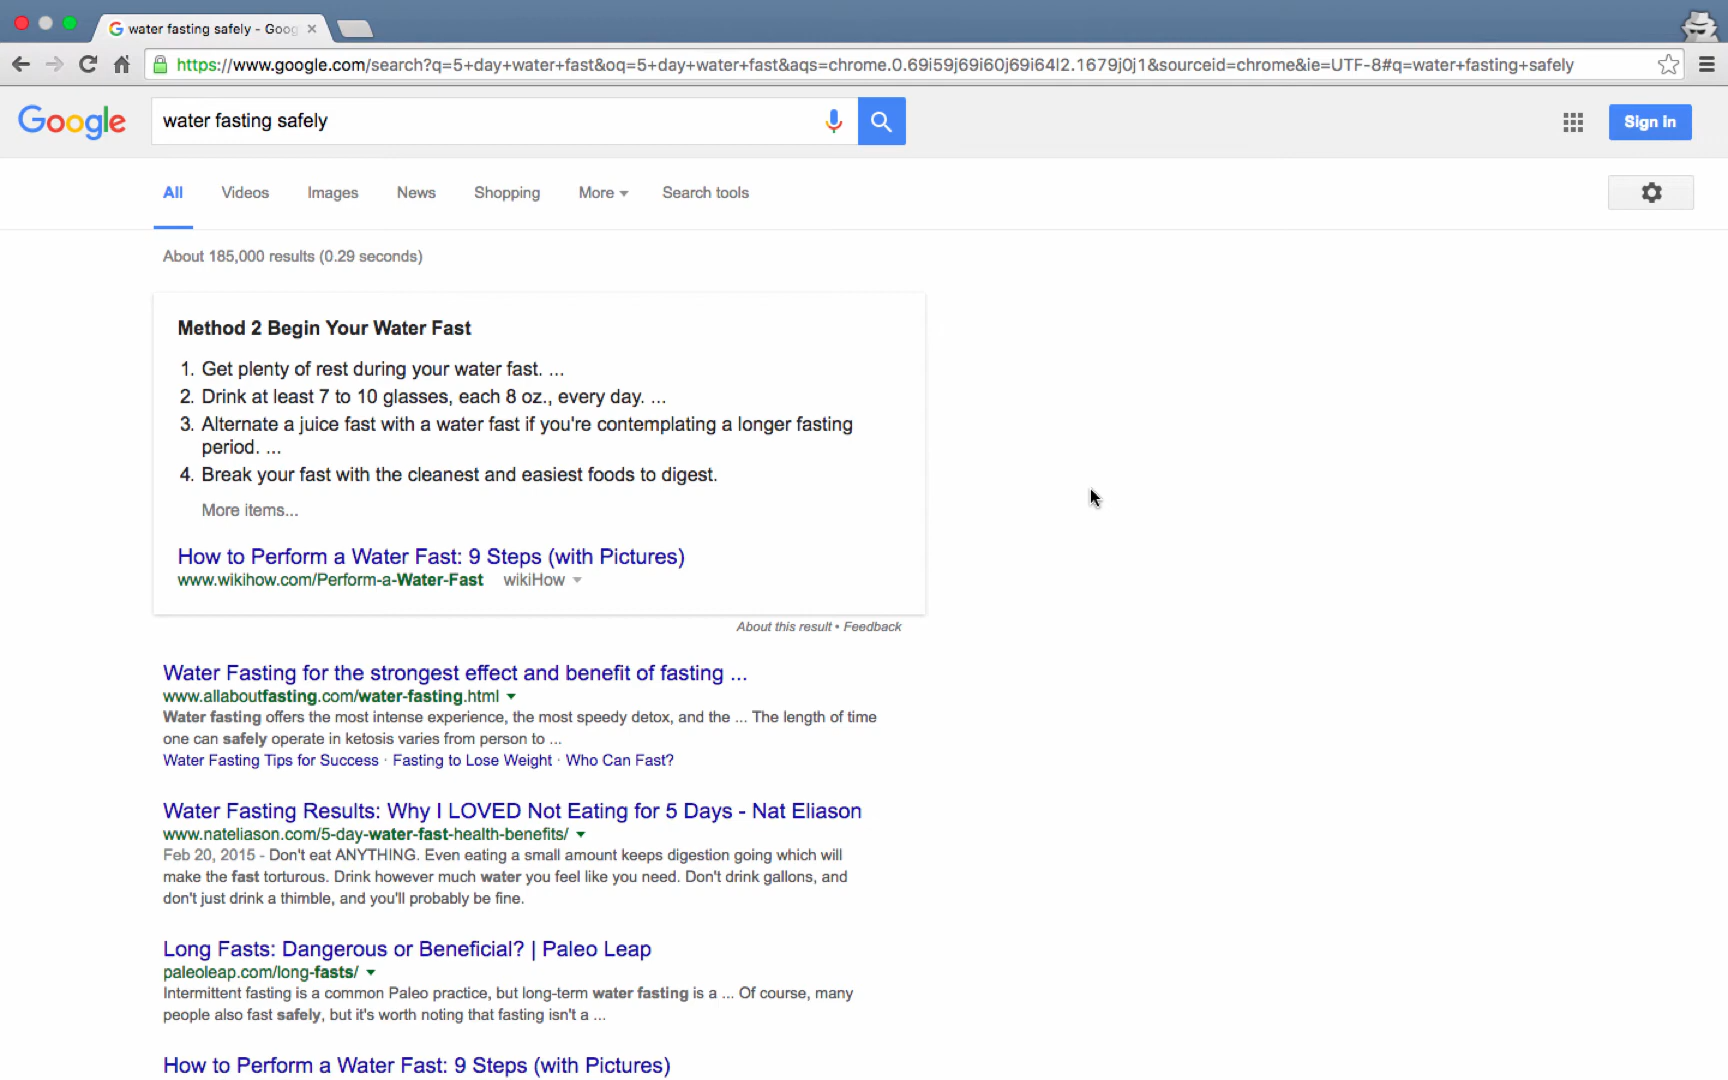 water fasting safely - Goog
https://www.google.com/search?q=5+day+water+fast&oq=5+day+water+fast&aqs=chrome.0.69i59j69i60j69i64l2.1679j0j1&sourceid=chrome&ie=UTF-8#q=water+fasting+safely
Google
water fasting safely
Sign in
All Videos Images News Shopping More Search tools
About 185,000 results (0.29 seconds)
Method 2 Begin Your Water Fast
1. Get plenty of rest during your water fast. ...
2. Drink at least 7 to 10 glasses, each 8 oz., every day. ...
3. Alternate a juice fast with a water fast if you're contemplating a longer fasting
period. ...
4. Break your fast with the cleanest and easiest foods to digest.
More items...
How to Perform a Water Fast: 9 Steps (with Pictures)
www.wikihow.com/Perform-a-Water-Fast wikiHow
About this result • Feedback
Water Fasting for the strongest effect and benefit of fasting ...
www.allaboutfasting.com/water-fasting.html
Water fasting offers the most intense experience, the most speedy detox, and the ... The length of time
one can safely operate in ketosis varies from person to ...
Water Fasting Tips for Success · Fasting to Lose Weight · Who Can Fast?
Water Fasting Results: Why I LOVED Not Eating for 5 Days - Nat Eliason
www.nateliason.com/5-day-water-fast-health-benefits/
Feb 20, 2015 - Don't eat ANYTHING. Even eating a small amount keeps digestion going which will
make the fast torturous. Drink however much water you feel like you need. Don't drink gallons, and
don't just drink a thimble, and you'll probably be fine.
Long Fasts: Dangerous or Beneficial? | Paleo Leap
paleoleap.com/long-fasts/
Intermittent fasting is a common Paleo practice, but long-term water fasting is a ... Of course, many
people also fast safely, but it's worth noting that fasting isn't a ...
How to Perform a Water Fast: 9 Steps (with Pictures)